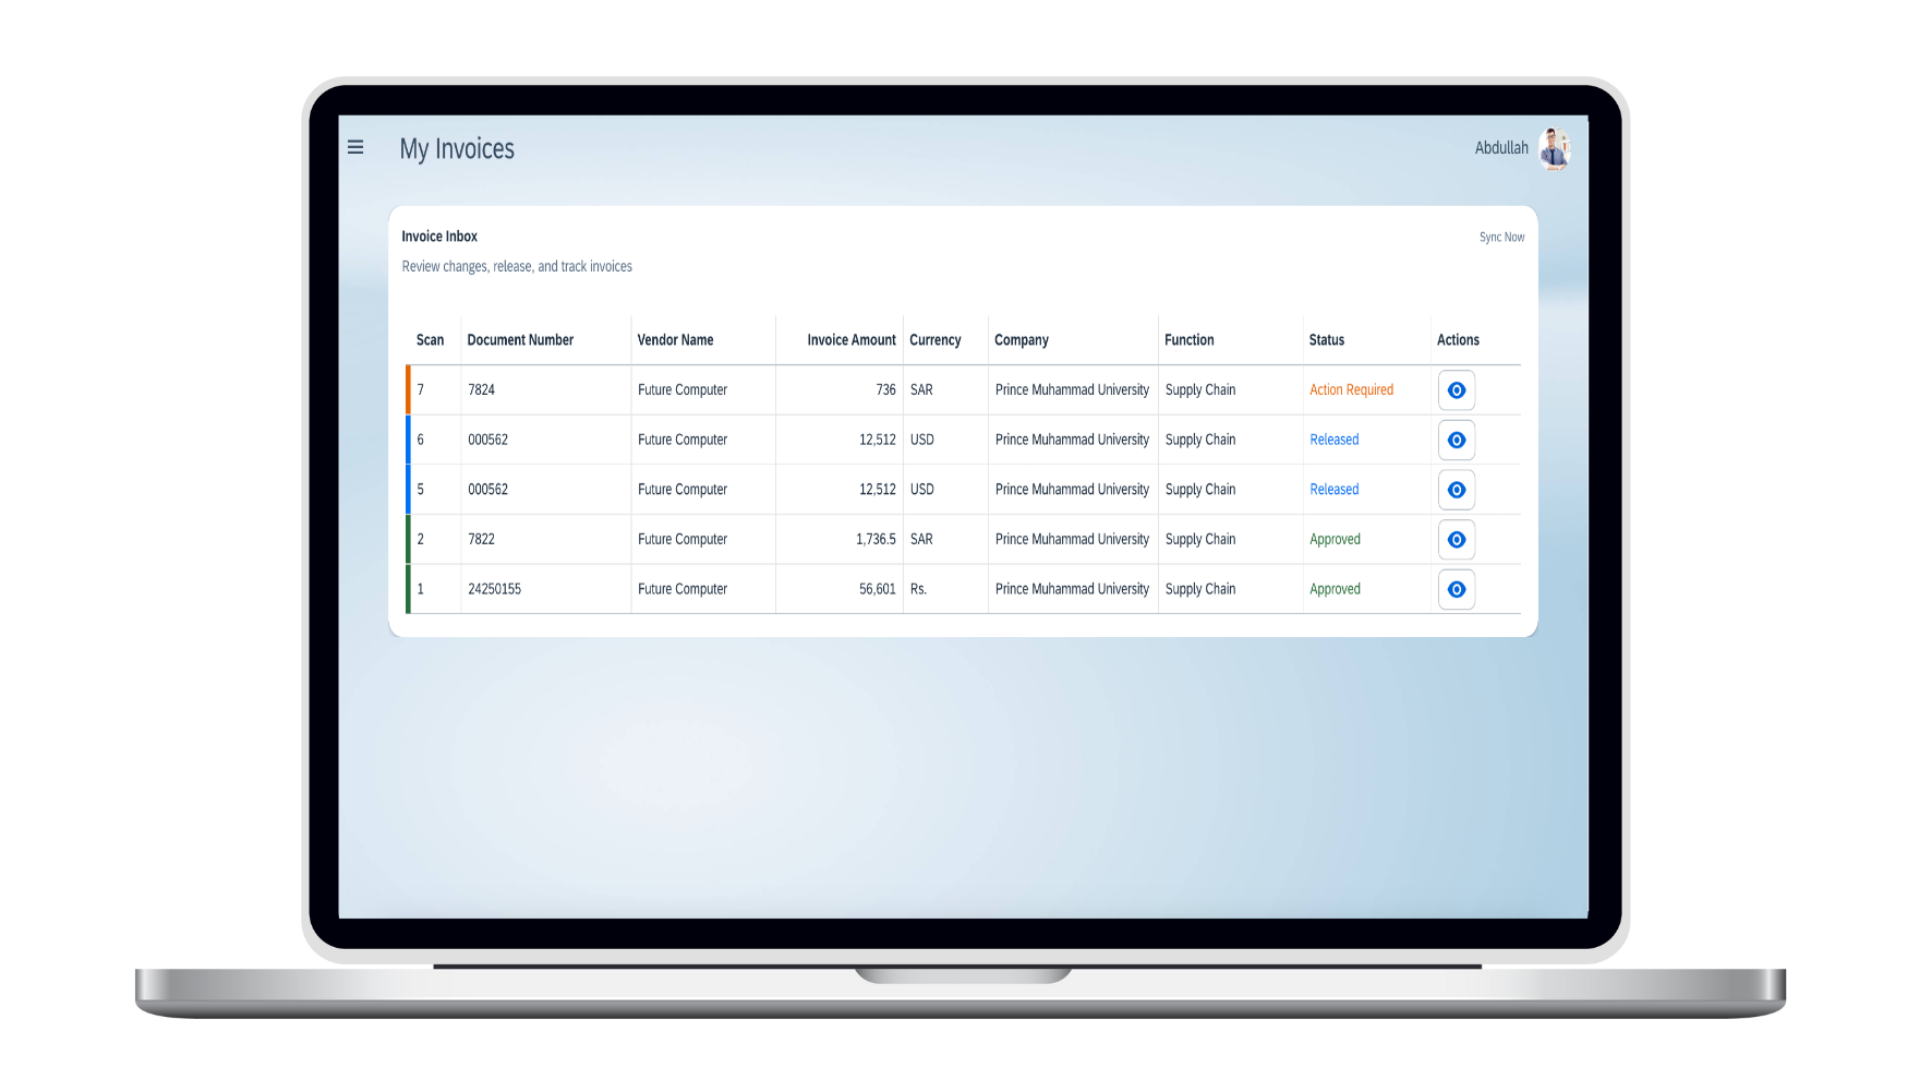 My Invoices
Abdullah
Invoice Inbox
Sync Now
Review changes, release, and track invoices
Scan Document Number Vendor Name Invoice Amount Currency Company Function Status Actions
7 7824 Future Computer 736 SAR Prince Muhammad University Supply Chain Action Required
6 000562 Future Computer 12,512 USD Prince Muhammad University Supply Chain Released
5 000562 Future Computer 12,512 USD Prince Muhammad University Supply Chain Released
2 7822 Future Computer 1,736.5 SAR Prince Muhammad University Supply Chain Approved
1 24250155 Future Computer 56,601 Rs. Prince Muhammad University Supply Chain Approved